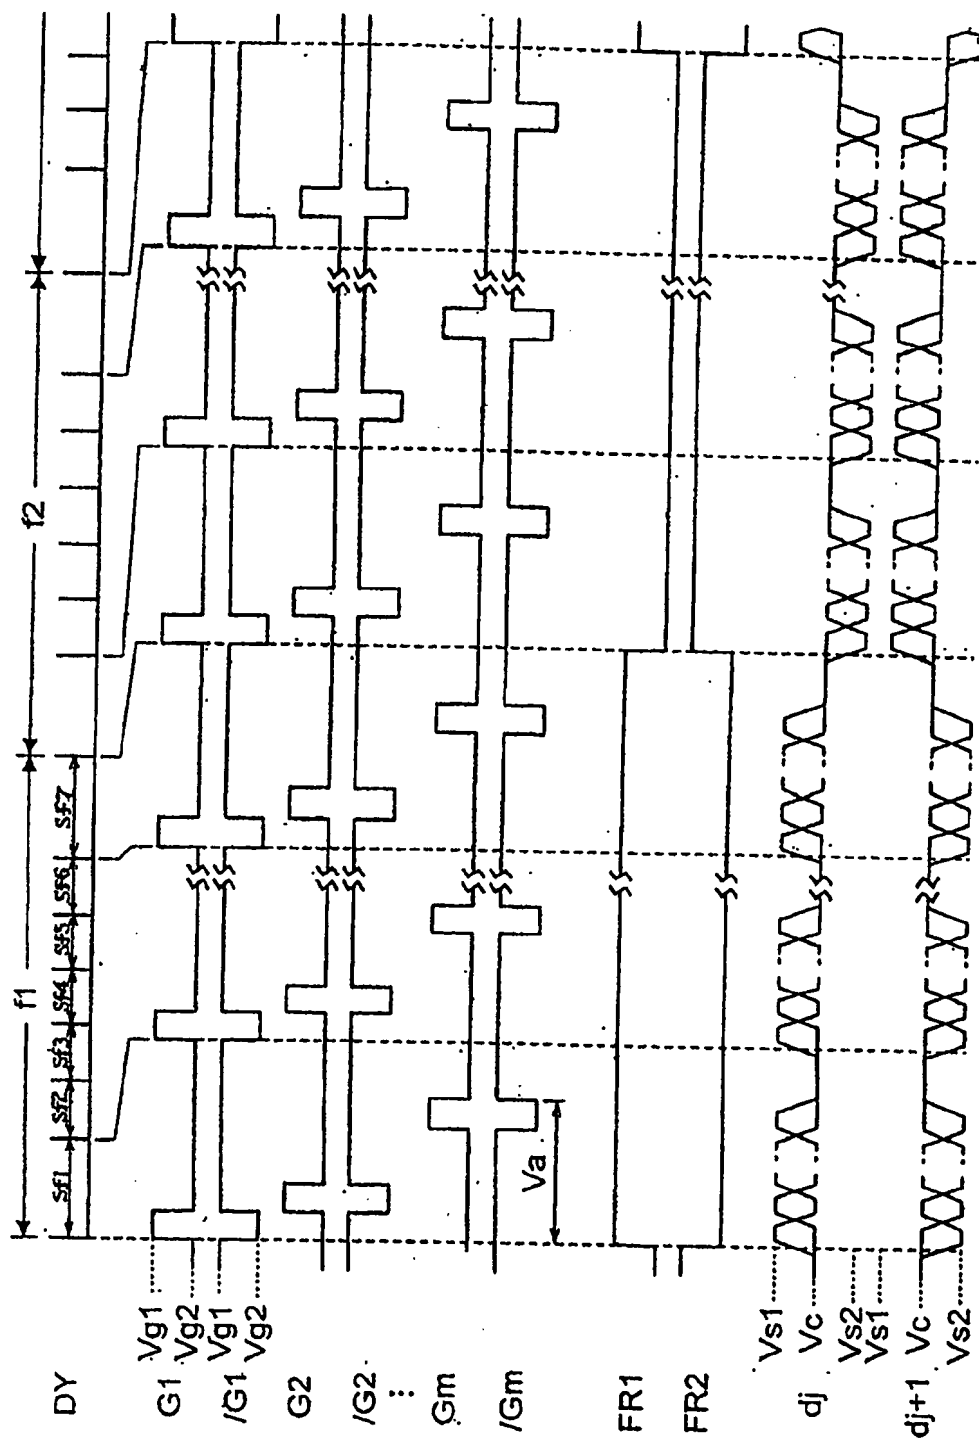 f1
f2
Sf1
Sf2
Sf3
Sf4
Sf5
Sf6
Sf7
DY
G1
Vg1
Vg2
/G1
Vg1
Vg2
G2
/G2
⋮
Gm
/Gm
Va
FR1
FR2
dj
Vs1
Vc
Vs2
dj+1
Vs1
Vc
Vs2